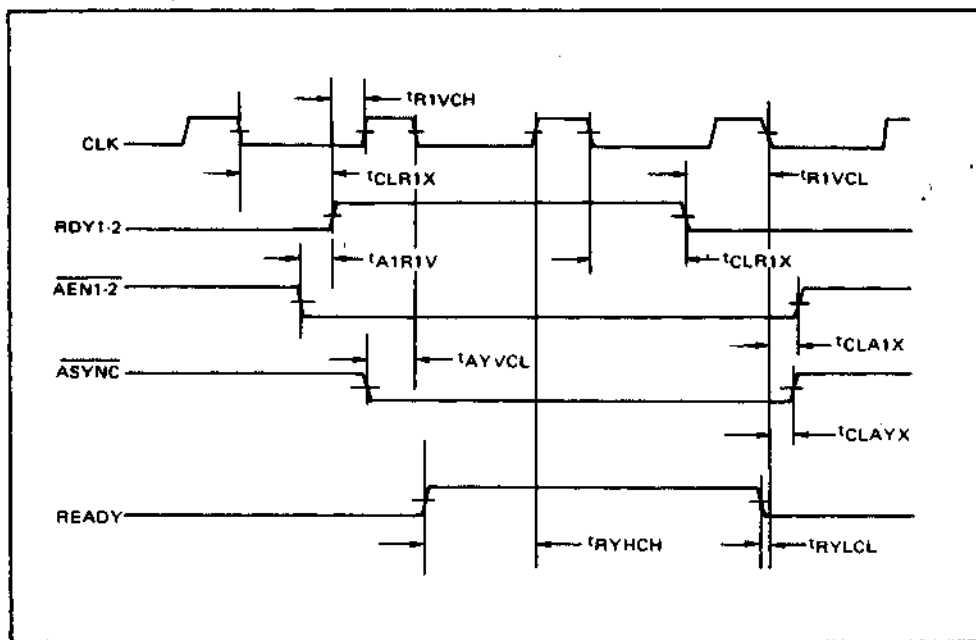 tR1VCH
CLK
tCLR1X
tR1VCL
RDY1-2
tA1R1V
tCLR1X
AEN1-2
tCLA1X
tAYVCL
ASYNC
tCLAYX
READY
tRYHCH
tRYLCL